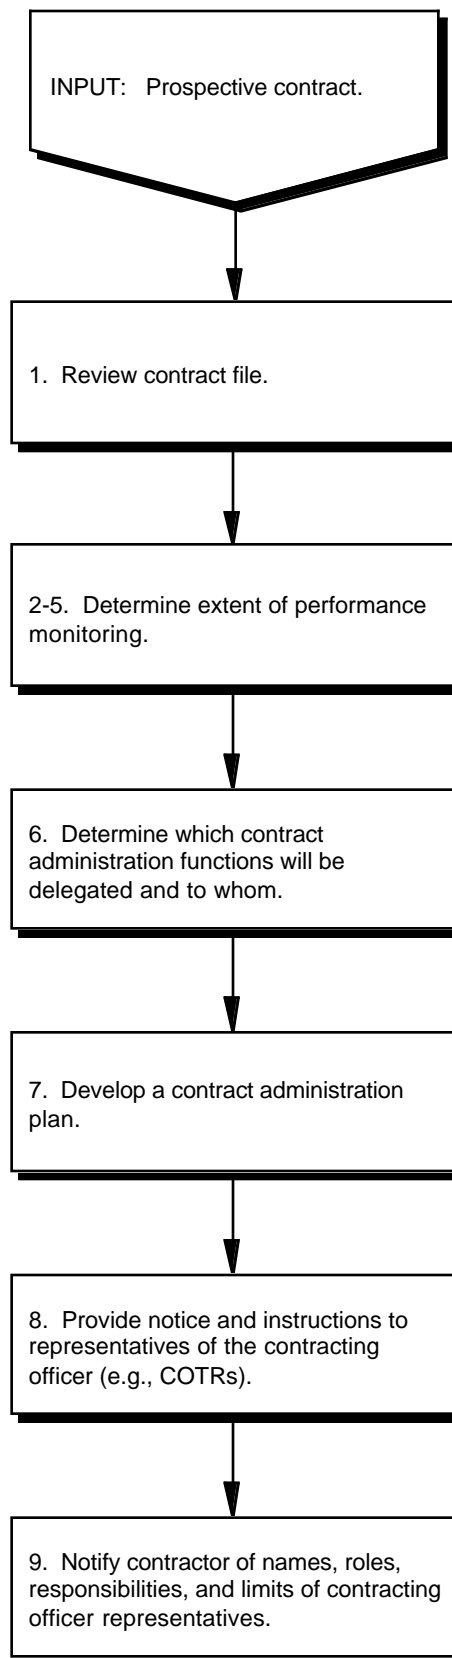 INPUT:   Prospective contract.
1.  Review contract file.
2-5.  Determine extent of performance
monitoring.
6.  Determine which contract
administration functions will be
delegated and to whom.
7.  Develop a contract administration
plan.
8.  Provide notice and instructions to
representatives of the contracting
officer (e.g., COTRs).
9.  Notify contractor of names, roles,
responsibilities, and limits of contracting
officer representatives.